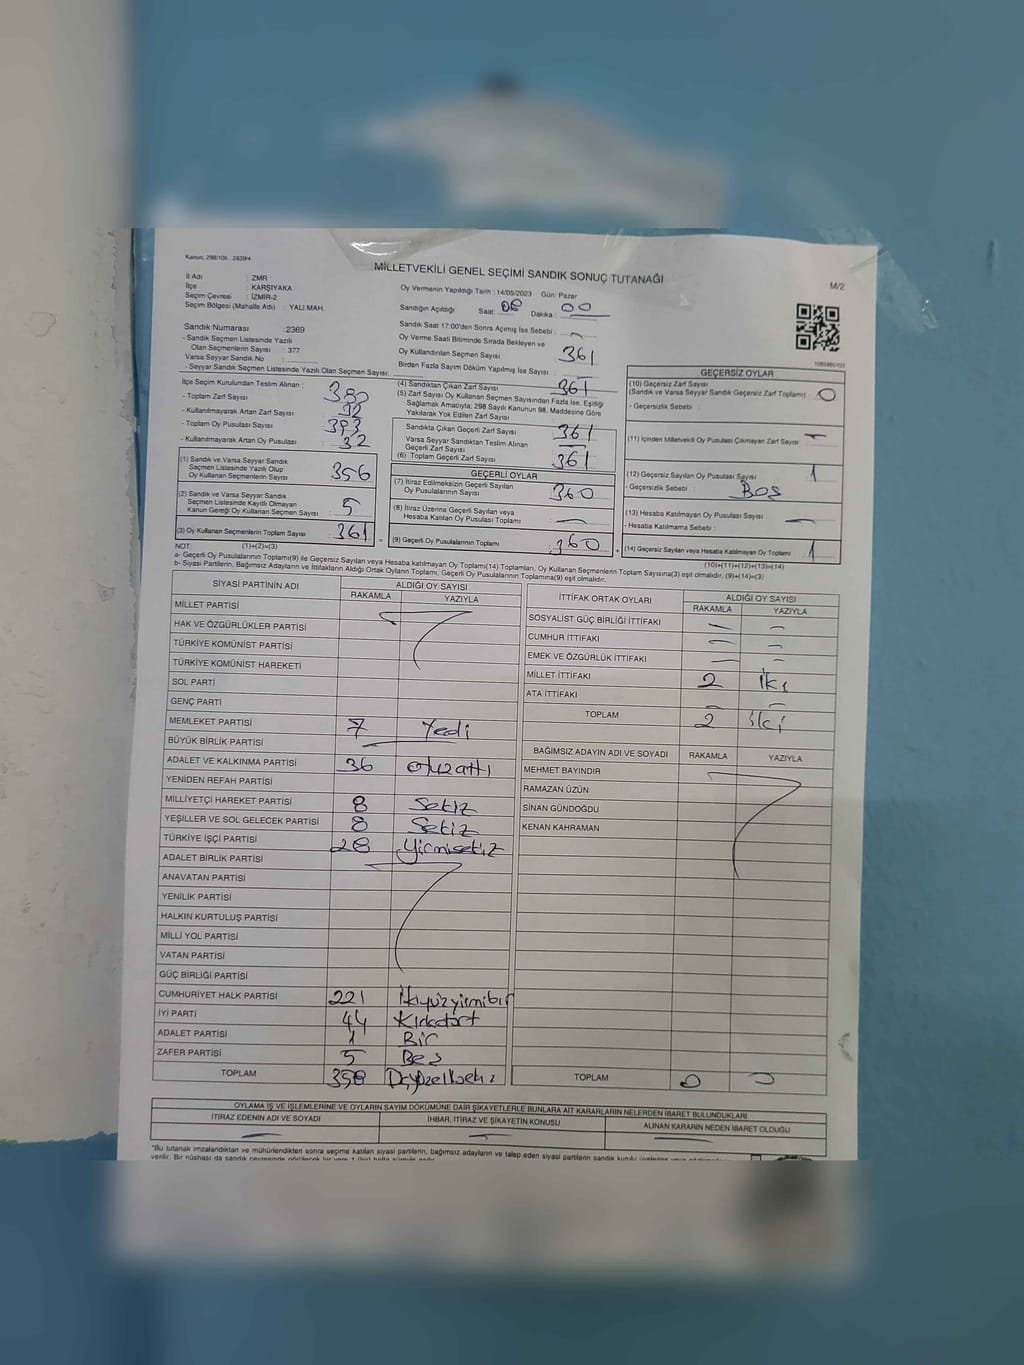 Kanun; 298/105 , 2839/4
MİLLETVEKİLİ GENEL SEÇİMİ SANDIK SONUÇ TUTANAĞI
M/2
İl Adı : ZMR
İlçe : KARŞIYAKA
Seçim Çevresi : İZMİR-2
Seçim Bölgesi (Mahalle Adı) : YALI MAH.
Oy Vermenin Yapıldığı Tarih : 14/05/2023 Gün: Pazar
Sandığın Açıldığı Saat: 08 Dakika: 00
Sandık Numarası :2369
- Sandık Seçmen Listesinde Yazılı
Olan Seçmenlerin Sayısı : 377
Varsa Seyyar Sandık No :
- Seyyar Sandık Seçmen Listesinde Yazılı Olan Seçmen Sayısı:
Sandık Saat 17:00'den Sonra Açılmış İse Sebebi : —
Oy Verme Saati Bitiminde Sırada Bekleyen ve
Oy Kullandırılan Seçmen Sayısı 361
Birden Fazla Sayım Döküm Yapılmış İse Sayısı : —
İlçe Seçim Kurulundan Teslim Alınan :
- Toplam Zarf Sayısı
- Kullanılmayarak Artan Zarf Sayısı
- Toplam Oy Pusulası Sayısı : 393
- Kullanılmayarak Artan Oy Pusulası : 32
(1) Sandık ve Varsa Seyyar Sandık
Seçmen Listesinde Yazılı Olup
Oy Kullanan Seçmenlerin Sayısı : 356
(2) Sandık ve Varsa Seyyar Sandık
Seçmen Listesinde Kayıtlı Olmayan
Kanun Gereği Oy Kullanan Seçmen Sayısı : 5
(3) Oy Kullanan Seçmenlerin Toplam Sayısı : 361
(4) Sandıktan Çıkan Zarf Sayısı : 361
(5) Zarf Sayısı Oy Kullanan Seçmen Sayısından Fazla İse, Eşitliği
Sağlamak Amacıyla; 298 Sayılı Kanunun 98. Maddesine Göre
Yakılarak Yok Edilen Zarf Sayısı
Sandıkta Çıkan Geçerli Zarf Sayısı : 361
Varsa Seyyar Sandıktan Teslim Alınan
Geçerli Zarf Sayısı : —
(6) Toplam Geçerli Zarf Sayısı : 361
GEÇERLİ OYLAR
(7) İtiraz Edilmeksizin Geçerli Sayılan
Oy Pusulalarının Sayısı : 360
(8) İtiraz Üzerine Geçerli Sayılan veya
Hesaba Katılan Oy Pusulası Toplamı : —
= (9) Geçerli Oy Pusulalarının Toplamı : 360
GEÇERSİZ OYLAR
(10) Geçersiz Zarf Sayısı
(Sandık ve Varsa Seyyar Sandık Geçersiz Zarf Toplamı) : 0
- Geçersizlik Sebebi :
(11) İçinden Milletvekili Oy Pusulası Çıkmayan Zarf Sayısı : —
(12) Geçersiz Sayılan Oy Pusulası Sayısı : 1
- Geçersizlik Sebebi : Boş
(13) Hesaba Katılmayan Oy Pusulası Sayısı : —
- Hesaba Katılmama Sebebi :
+ (14) Geçersiz Sayılan veya Hesaba Katılmayan Oy Toplamı : 1
NOT: (1)+(2)=(3) (10)+(11)+(12)+(13)=(14)
a- Geçerli Oy Pusulalarının Toplamı(9) ile Geçersiz Sayılan veya Hesaba katılmayan Oy Toplamı(14) Toplamları, Oy Kullanan Seçmenlerin Toplam Sayısına(3) eşit olmalıdır. (9)+(14)=(3)
b- Siyasi Partilerin, Bağımsız Adayların ve İttifakların Aldığı Ortak Oyların Toplamı, Geçerli Oy Pusulalarının Toplamına(9) eşit olmalıdır.
SİYASİ PARTİNİN ADI ALDIĞI OY SAYISI
RAKAMLA YAZIYLA
MİLLET PARTİSİ
HAK VE ÖZGÜRLÜKLER PARTİSİ
TÜRKİYE KOMÜNİST PARTİSİ
TÜRKİYE KOMÜNİST HAREKETİ
SOL PARTİ
GENÇ PARTİ
MEMLEKET PARTİSİ 7 Yedi
BÜYÜK BİRLİK PARTİSİ —
ADALET VE KALKINMA PARTİSİ 36 otuzaltı
YENİDEN REFAH PARTİSİ
MİLLİYETÇİ HAREKET PARTİSİ 8 Sekiz
YEŞİLLER VE SOL GELECEK PARTİSİ 8 Sekiz
TÜRKİYE İŞÇİ PARTİSİ 28 Yirmisekiz
ADALET BİRLİK PARTİSİ
ANAVATAN PARTİSİ
YENİLİK PARTİSİ
HALKIN KURTULUŞ PARTİSİ
MİLLİ YOL PARTİSİ
VATAN PARTİSİ
GÜÇ BİRLİĞİ PARTİSİ
CUMHURİYET HALK PARTİSİ 221 İkiyüzyirmibir
İYİ PARTİ 44 Kırkdört
ADALET PARTİSİ 1 Bir
ZAFER PARTİSİ 5 Beş
TOPLAM 358
İTTİFAK ORTAK OYLARI ALDIĞI OY SAYISI
RAKAMLA YAZIYLA
SOSYALİST GÜÇ BİRLİĞİ İTTİFAKI — —
CUMHUR İTTİFAKI — —
EMEK VE ÖZGÜRLÜK İTTİFAKI — —
MİLLET İTTİFAKI 2 İki
ATA İTTİFAKI — —
TOPLAM 2 iki
BAĞIMSIZ ADAYIN ADI VE SOYADI RAKAMLA YAZIYLA
MEHMET BAYINDIR
RAMAZAN ÜZÜN
SİNAN GÜNDOĞDU
KENAN KAHRAMAN
TOPLAM 0 0
OYLAMA İŞ VE İŞLEMLERİNE VE OYLARIN SAYIM DÖKÜMÜNE DAİR ŞİKAYETLERLE BUNLARA AİT KARARLARIN NELERDEN İBARET BULUNDUKLARI
İTİRAZ EDENİN ADI VE SOYADI İHBAR, İTİRAZ VE ŞİKAYETİN KONUSU ALINAN KARARIN NEDEN İBARET OLDUĞU
— — —
"Bu tutanak imzalandıktan ve mühürlendikten sonra seçime katılan siyasi partilerin, bağımsız adayların ve talep eden siyasi partilerin sandık kurulu